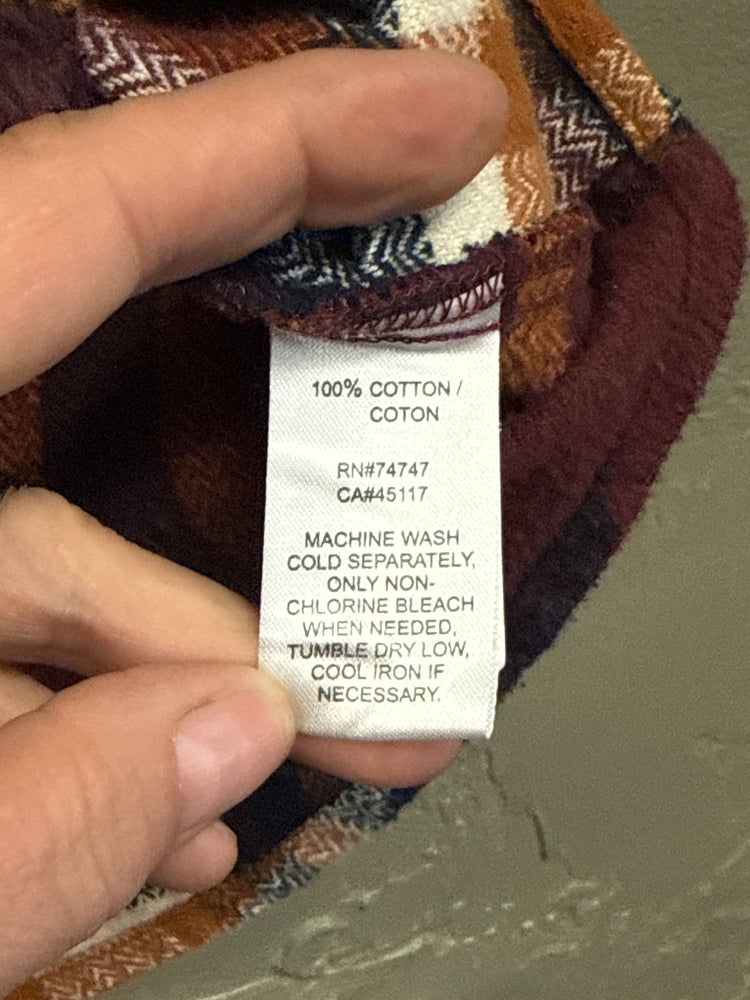 100% COTTON /
COTON
RN#74747
CA#45117
MACHINE WASH
COLD SEPARATELY,
ONLY NON-
CHLORINE BLEACH
WHEN NEEDED,
TUMBLE DRY LOW,
COOL IRON IF
NECESSARY.